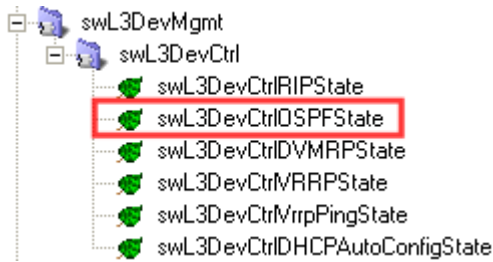 swL3DevMgmt
swL3DevCtrl
swL3DevCtrlRIPState
swL3DevCtrlOSPFState
swL3DevCtrlDVMRPState
swL3DevCtrlVRRPState
swL3DevCtrlVrrpPingState
swL3DevCtrlDHCPAutoConfigState